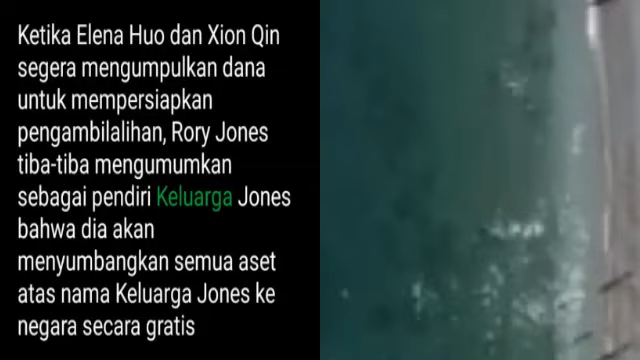 Ketika Elena Huo dan Xion Qin
segera mengumpulkan dana
untuk mempersiapkan
pengambilalihan, Rory Jones
tiba-tiba mengumumkan
sebagai pendiri Keluarga Jones
bahwa dia akan
menyumbangkan semua aset
atas nama Keluarga Jones ke
negara secara gratis